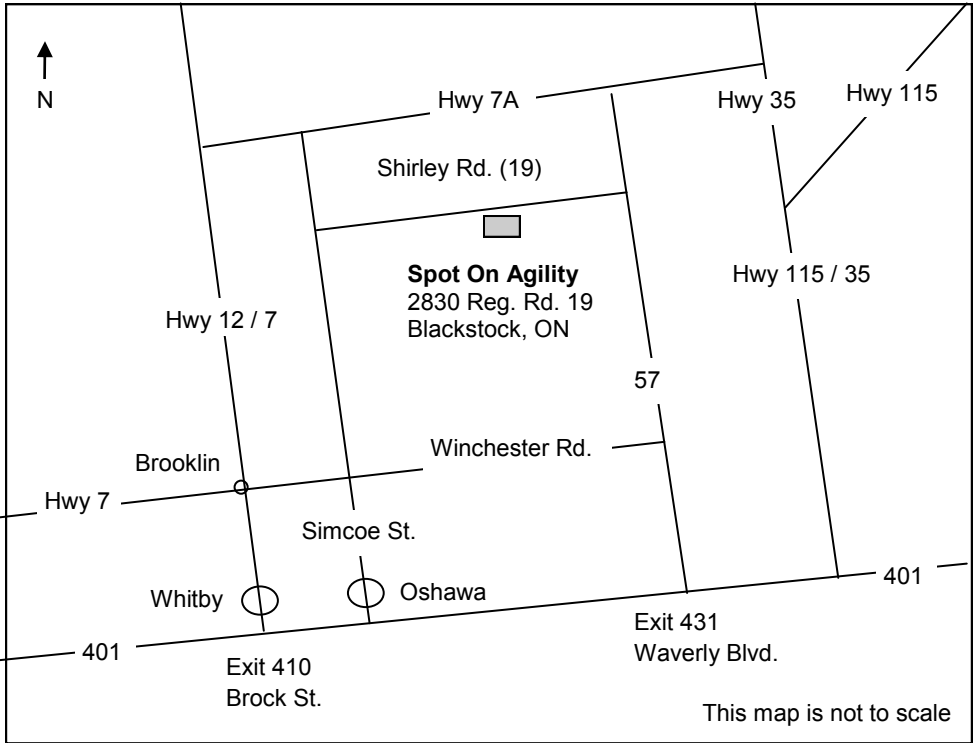 N
Hwy 7A
Hwy 35
Hwy 115
Shirley Rd. (19)
Spot On Agility
2830 Reg. Rd. 19
Blackstock, ON
Hwy 115 / 35
Hwy 12 / 7
57
Winchester Rd.
Brooklin
Hwy 7
Simcoe St.
Whitby
Oshawa
401
Exit 431
Waverly Blvd.
401
Exit 410
Brock St.
This map is not to scale